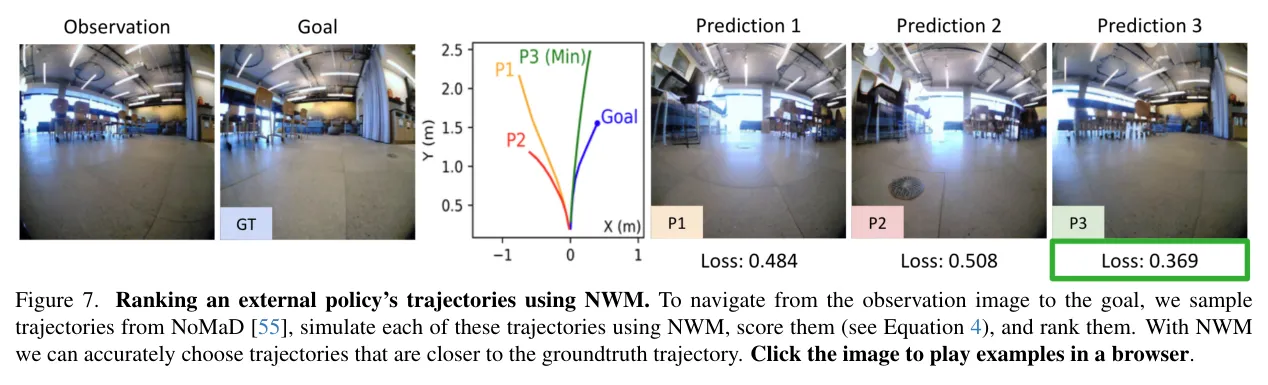 Observation
Goal
Prediction 1
Prediction 2
Prediction 3
GT
2.5
2.0
1.5
1.0
0.5
Y (m)
P1
P2
P3 (Min)
Goal
X (m)
−1
0
1
P1
P2
P3
Loss: 0.484
Loss: 0.508
Loss: 0.369
Figure 7. Ranking an external policy's trajectories using NWM. To navigate from the observation image to the goal, we sample
trajectories from NoMaD [55], simulate each of these trajectories using NWM, score them (see Equation 4), and rank them. With NWM
we can accurately choose trajectories that are closer to the groundtruth trajectory. Click the image to play examples in a browser.